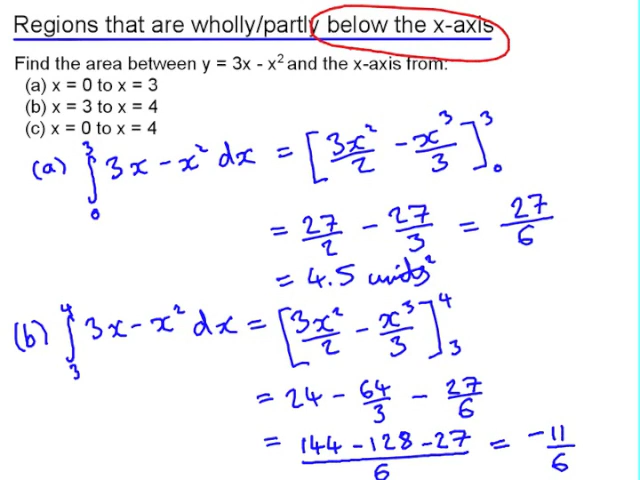 Regions that are wholly/partly below the x-axis
Find the area between y = 3x - x² and the x-axis from:
(a) x = 0 to x = 3
(b) x = 3 to x = 4
(c) x = 0 to x = 4
(a) ∫₀³ 3x - x² dx = [3x²/2 - x³/3]₀³
= 27/2 - 27/3 = 27/6
= 4.5 units²
(b) ∫₃⁴ 3x - x² dx = [3x²/2 - x³/3]₃⁴
= 24 - 64/3 - 27/6
= (144 - 128 - 27)/6 = -11/6